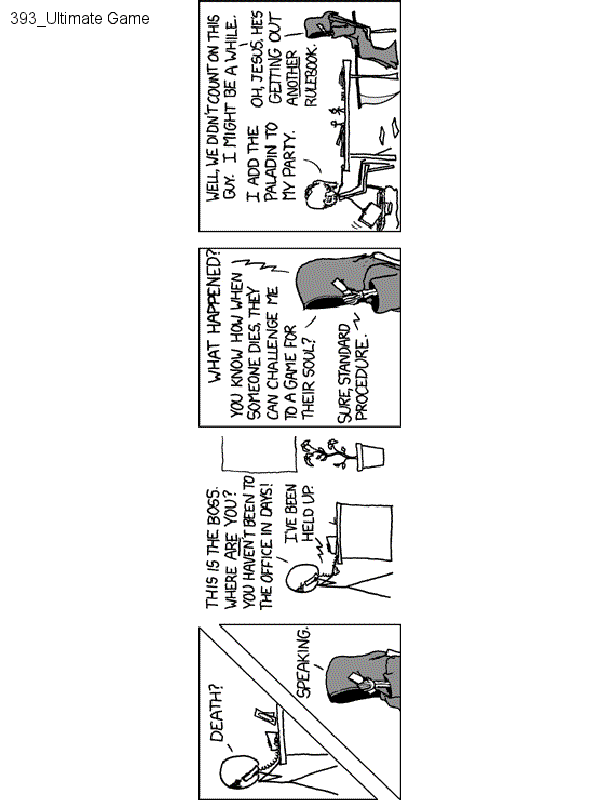 393_Ultimate Game
DEATH?
SPEAKING.
THIS IS THE BOSS.
WHERE ARE YOU?
YOU HAVEN'T BEEN TO
THE OFFICE IN DAYS!
I'VE BEEN
HELD UP.
WHAT HAPPENED?
YOU KNOW HOW WHEN
SOMEONE DIES, THEY
CAN CHALLENGE ME
TO A GAME FOR
THEIR SOUL?
SURE, STANDARD
PROCEDURE.
WELL, WE DIDN'T COUNT ON THIS
GUY. I MIGHT BE A WHILE.
I ADD THE
PALADIN TO
MY PARTY.
OH, JESUS, HE'S
GETTING OUT
ANOTHER
RULEBOOK.